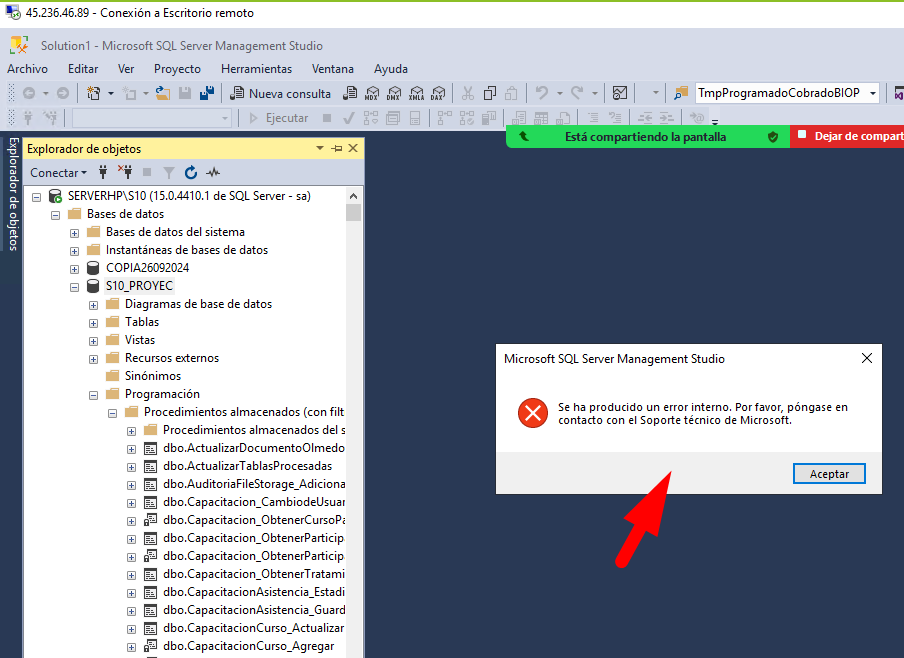 45.236.46.89 - Conexión a Escritorio remoto
Solution1 - Microsoft SQL Server Management Studio
Archivo Editar Ver Proyecto Herramientas Ventana Ayuda
Nueva consulta MDX DMX XMLA DAX TmpProgramadoCobradoBIOP
Ejecutar
Está compartiendo la pantalla Dejar de compart
Explorador de objetos
Explorador de objetos
Conectar
SERVERHP\S10 (15.0.4410.1 de SQL Server - sa)
Bases de datos
Bases de datos del sistema
Instantáneas de bases de datos
COPIA26092024
S10_PROYEC
Diagramas de base de datos
Tablas
Vistas
Recursos externos
Sinónimos
Programación
Procedimientos almacenados (con filt
Procedimientos almacenados del s
dbo.ActualizarDocumentoOlmedo
dbo.ActualizarTablasProcesadas
dbo.AuditoriaFileStorage_Adiciona
dbo.Capacitacion_CambiodeUsuar
dbo.Capacitacion_ObtenerCursoPa
dbo.Capacitacion_ObtenerParticip
dbo.Capacitacion_ObtenerParticip
dbo.Capacitacion_ObtenerTratami
dbo.CapacitacionAsistencia_Estadi
dbo.CapacitacionAsistencia_Guard
dbo.CapacitacionCurso_Actualizar
dbo.CapacitacionCurso_Agregar
Microsoft SQL Server Management Studio
Se ha producido un error interno. Por favor, póngase en
contacto con el Soporte técnico de Microsoft.
Aceptar